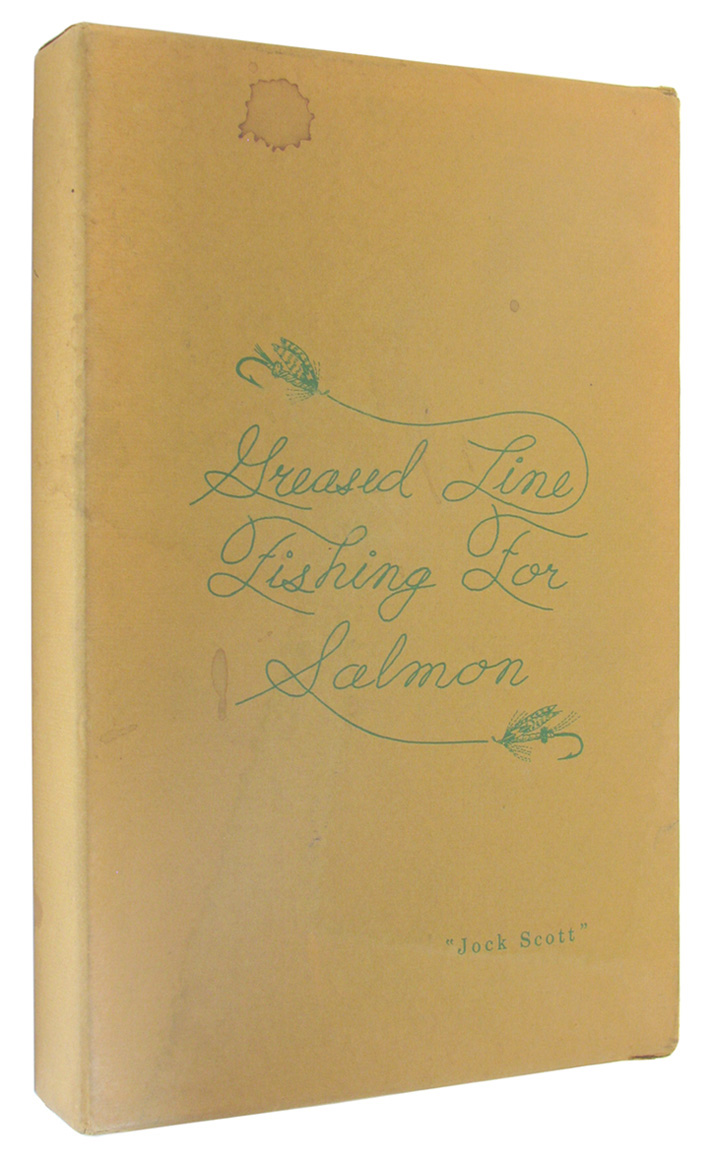 Greased Line
Fishing For
Salmon
"Jock Scott"